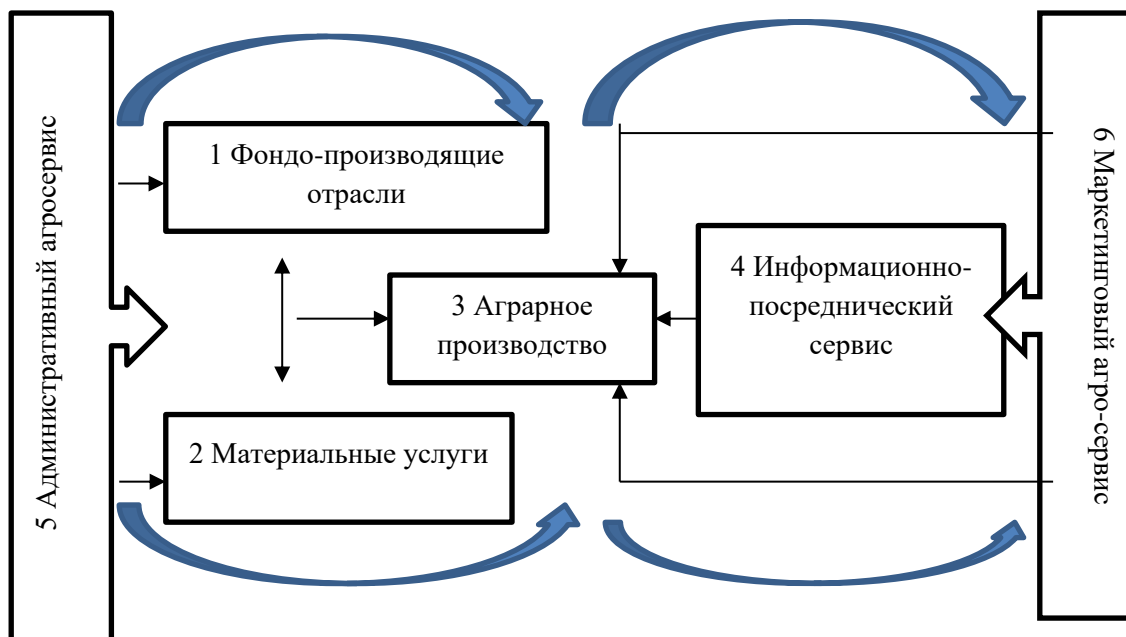 5 Административный агросервис
1 Фондо-производящие
отрасли
2 Материальные услуги
3 Аграрное
производство
4 Информационно-
посреднический
сервис
6 Маркетинговый агро-сервис